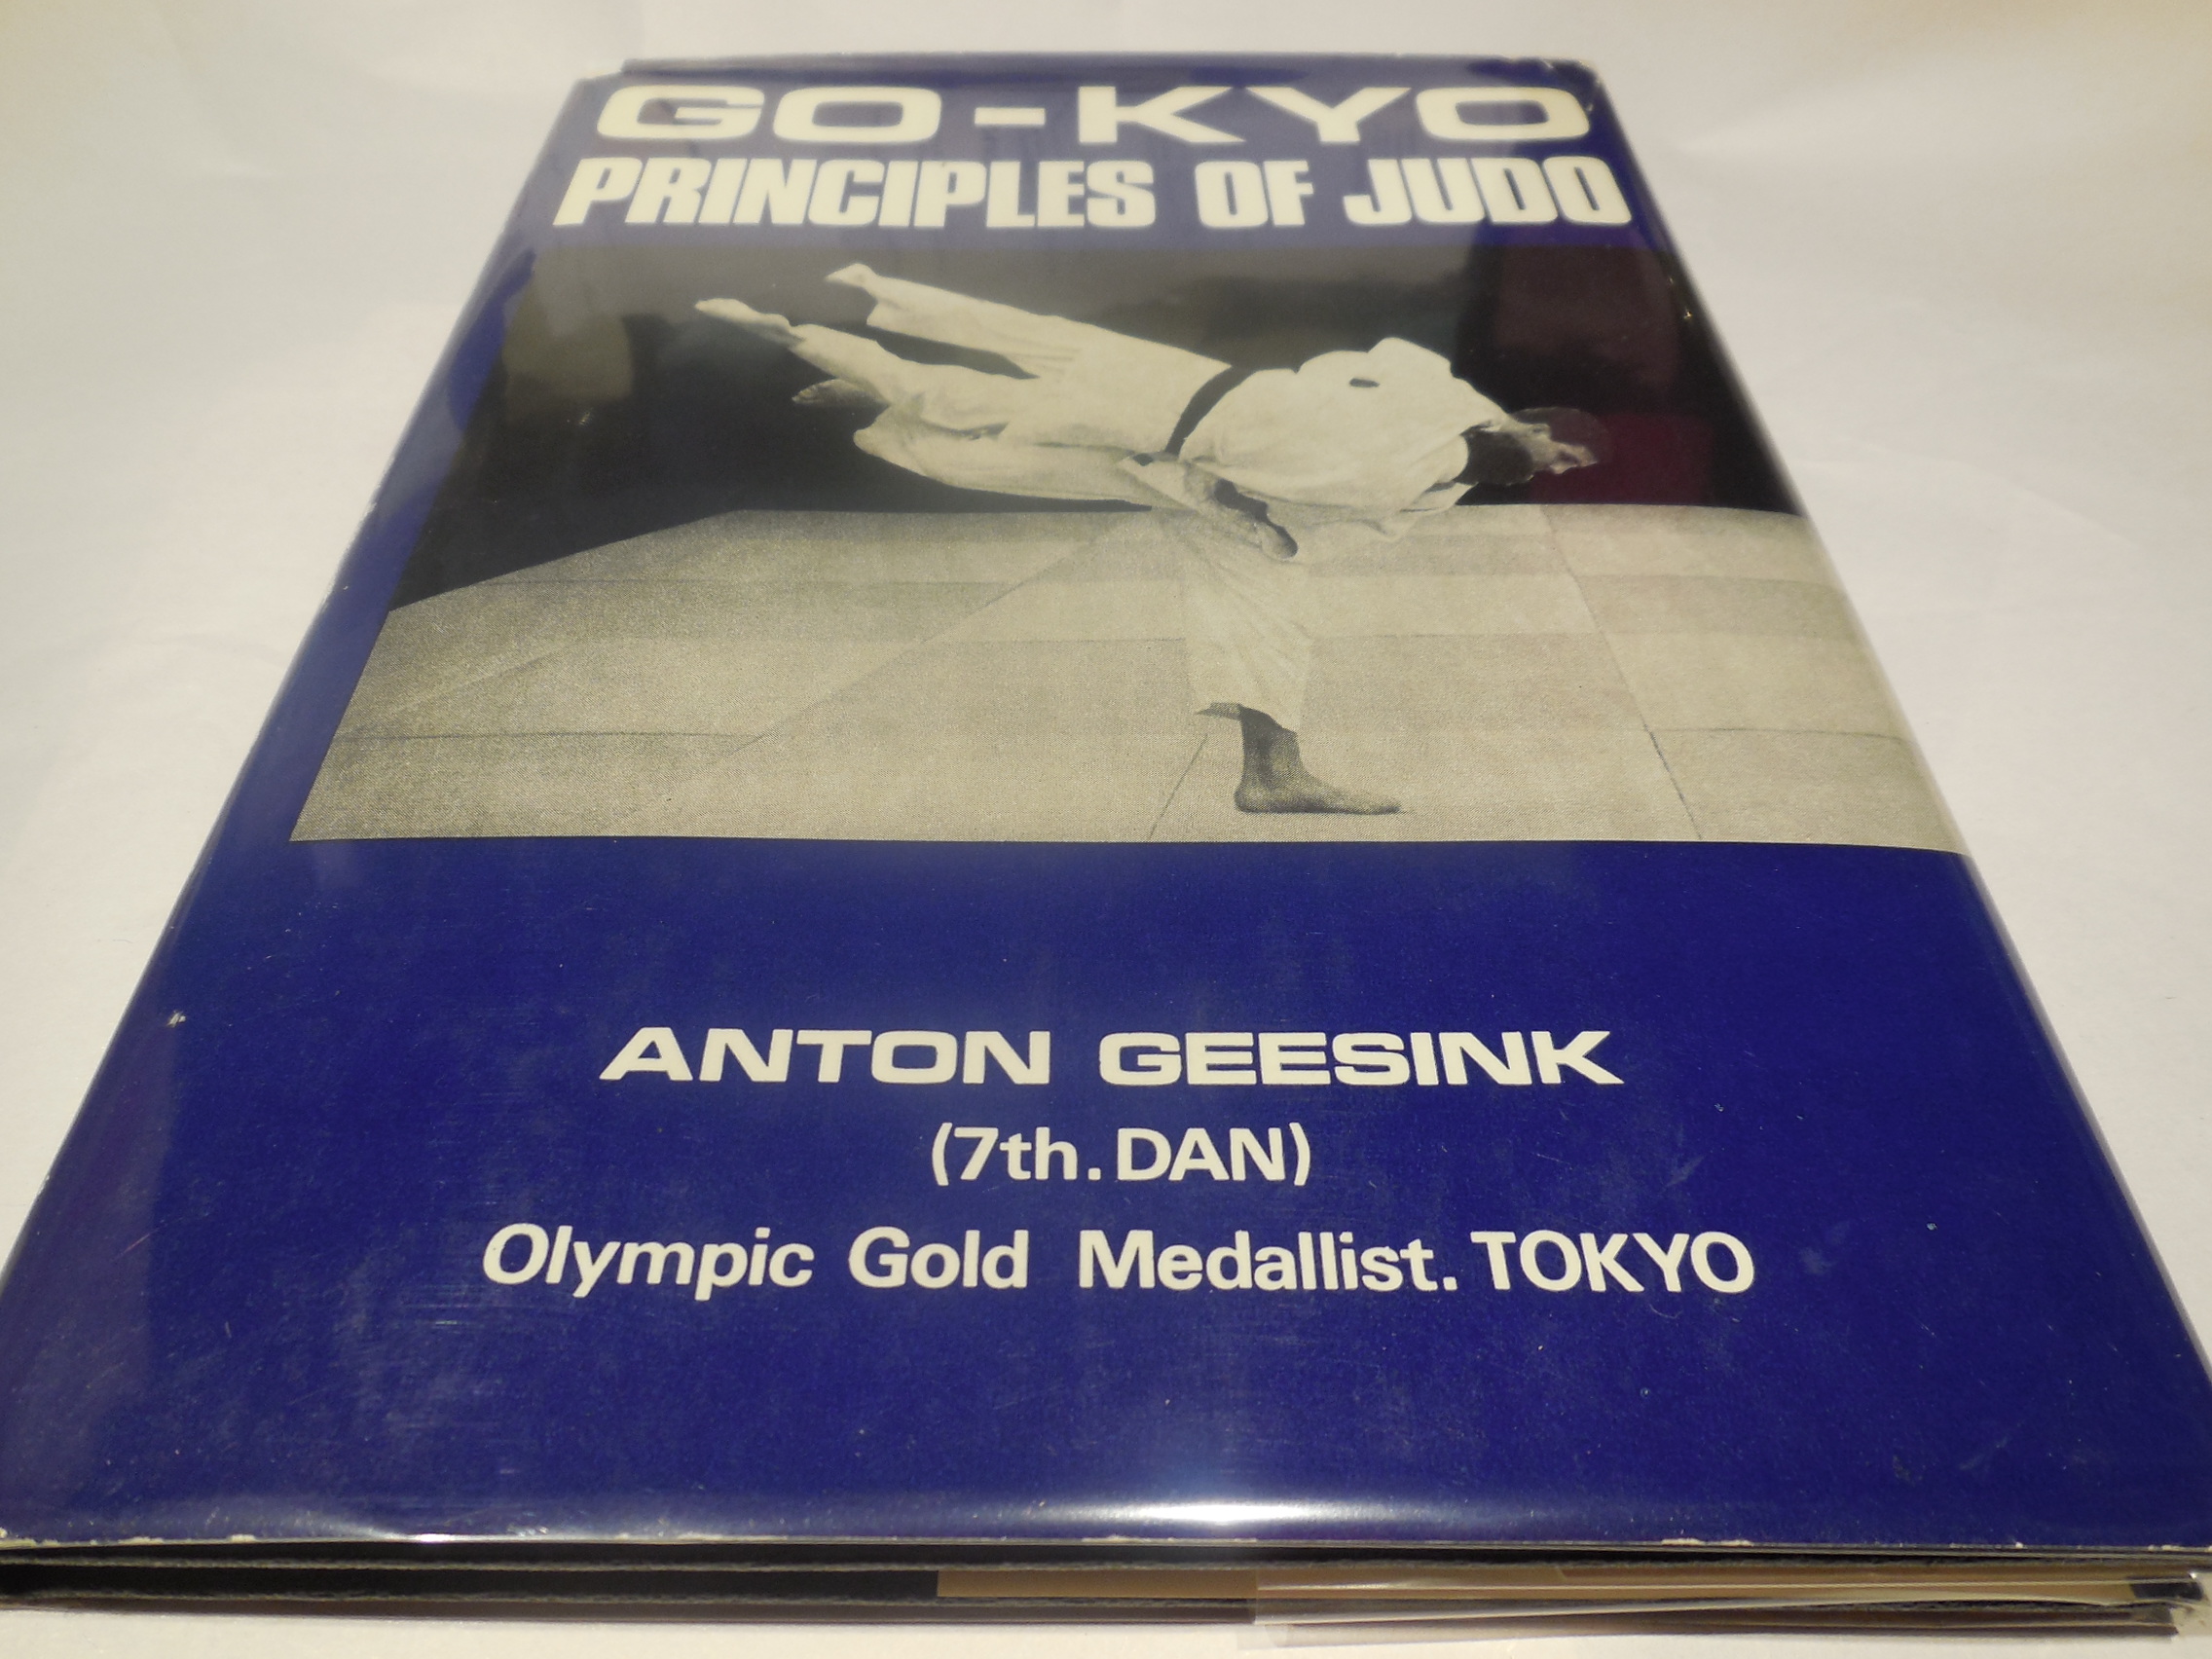 GO-KYO
PRINCIPLES OF JUDO
ANTON GEESINK
(7th. DAN)
Olympic Gold Medallist. TOKYO